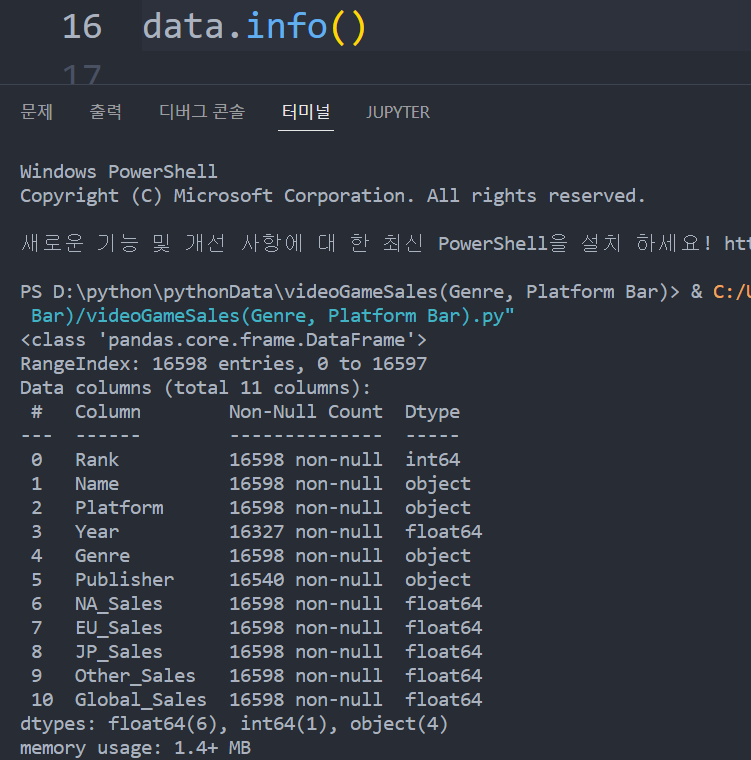 16 data.info()
17
문제 출력 디버그 콘솔 터미널 JUPYTER
Windows PowerShell
Copyright (C) Microsoft Corporation. All rights reserved.
새로운 기능 및 개선 사항에 대 한 최신 PowerShell을 설치 하세요! htt
PS D:\python\pythonData\videoGameSales(Genre, Platform Bar)> & C:/U
Bar)/videoGameSales(Genre, Platform Bar).py"
<class 'pandas.core.frame.DataFrame'>
RangeIndex: 16598 entries, 0 to 16597
Data columns (total 11 columns):
# Column Non-Null Count Dtype
--- ------ -------------- -----
0 Rank 16598 non-null int64
1 Name 16598 non-null object
2 Platform 16598 non-null object
3 Year 16327 non-null float64
4 Genre 16598 non-null object
5 Publisher 16540 non-null object
6 NA_Sales 16598 non-null float64
7 EU_Sales 16598 non-null float64
8 JP_Sales 16598 non-null float64
9 Other_Sales 16598 non-null float64
10 Global_Sales 16598 non-null float64
dtypes: float64(6), int64(1), object(4)
memory usage: 1.4+ MB